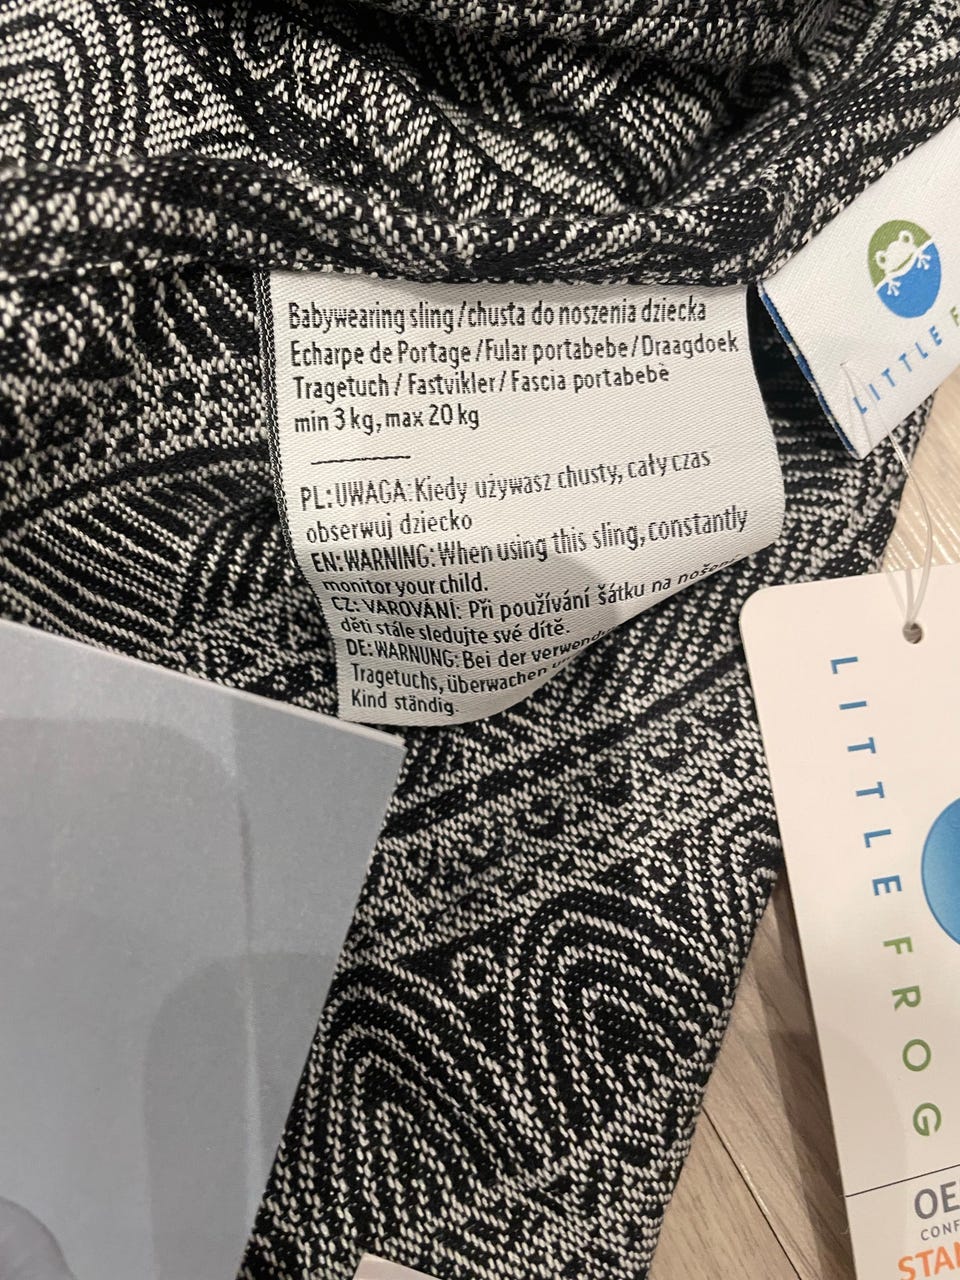 Babywearing sling/chusta do noszenia dziecka
Echarpe de Portage/Fular portabebe/Draagdoek
Tragetuch/Fastvikler/Fascia portabebè
min 3 kg, max 20 kg
PL: UWAGA: Kiedy używasz chusty, cały czas
obserwuj dziecko
EN: WARNING: When using this sling, constantly
monitor your child.
CZ: VAROVÁNÍ: Při používání šátku na
děti stále sledujte své dítě.
DE: WARNUNG: Bei der
Tragetuchs, überwachen
Kind ständig.
LITTLE F
LITTLE FROG
OE
CONF
STAN